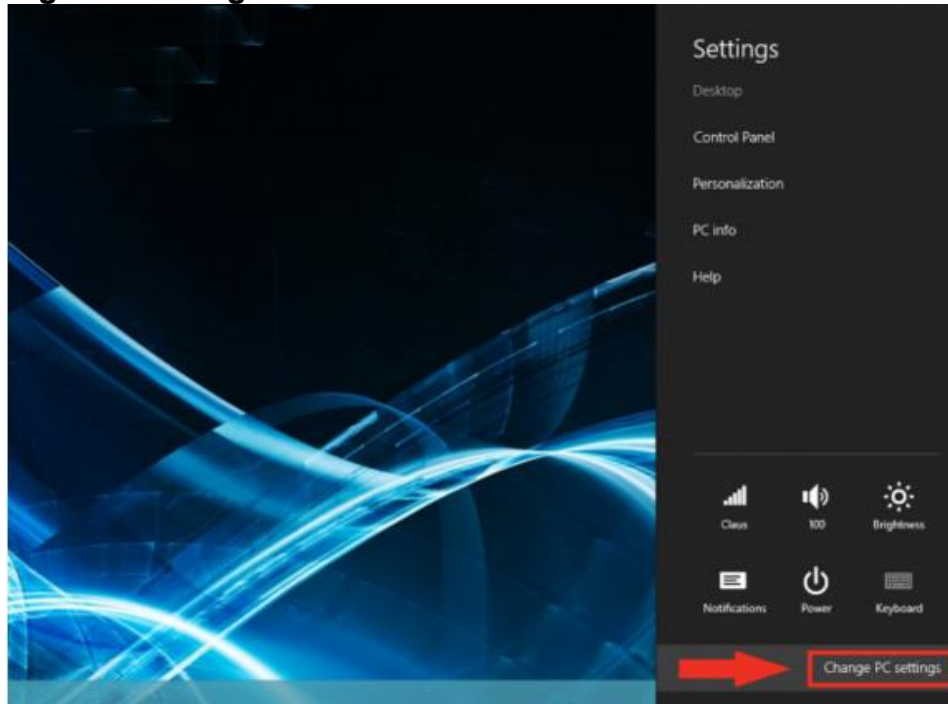 Settings
Desktop
Control Panel
Personalization
PC info
Help
Claus 100 Brightness
Notifications Power Keyboard
Change PC settings